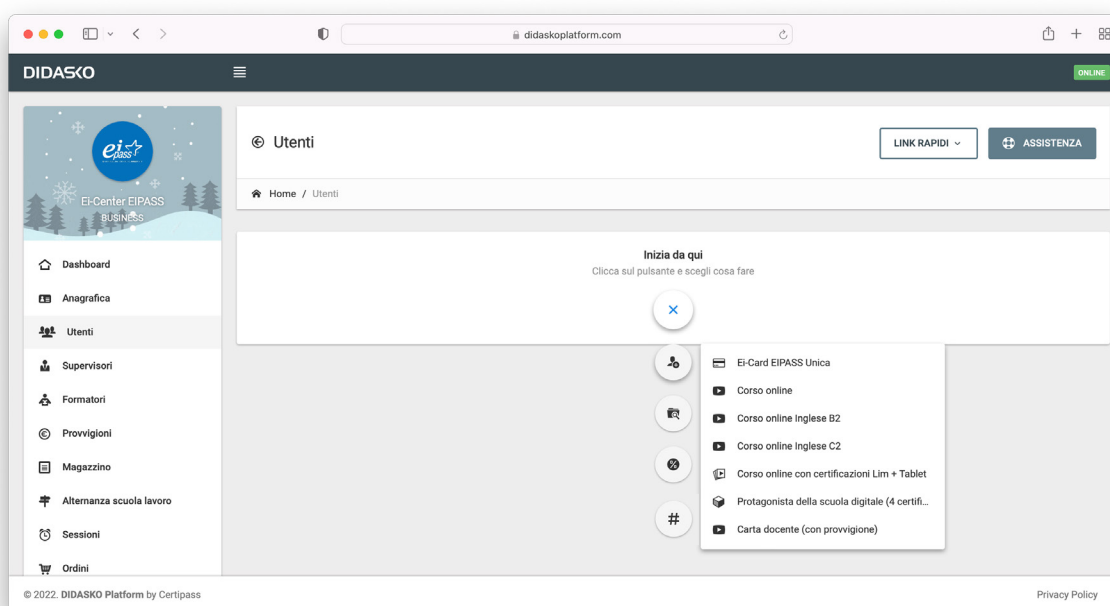 didaskoplatform.com
DIDASKO
ONLINE
ei pass
Ei-Center EIPASS
BUSINESS
Utenti
LINK RAPIDI
ASSISTENZA
Home / Utenti
Inizia da qui
Clicca sul pulsante e scegli cosa fare
Dashboard
Anagrafica
Utenti
Supervisori
Formatori
Provvigioni
Magazzino
Alternanza scuola lavoro
Sessioni
Ordini
Ei-Card EIPASS Unica
Corso online
Corso online Inglese B2
Corso online Inglese C2
Corso online con certificazioni Lim + Tablet
Protagonista della scuola digitale (4 certifi...
Carta docente (con provvigione)
© 2022. DIDASKO Platform by Certipass
Privacy Policy